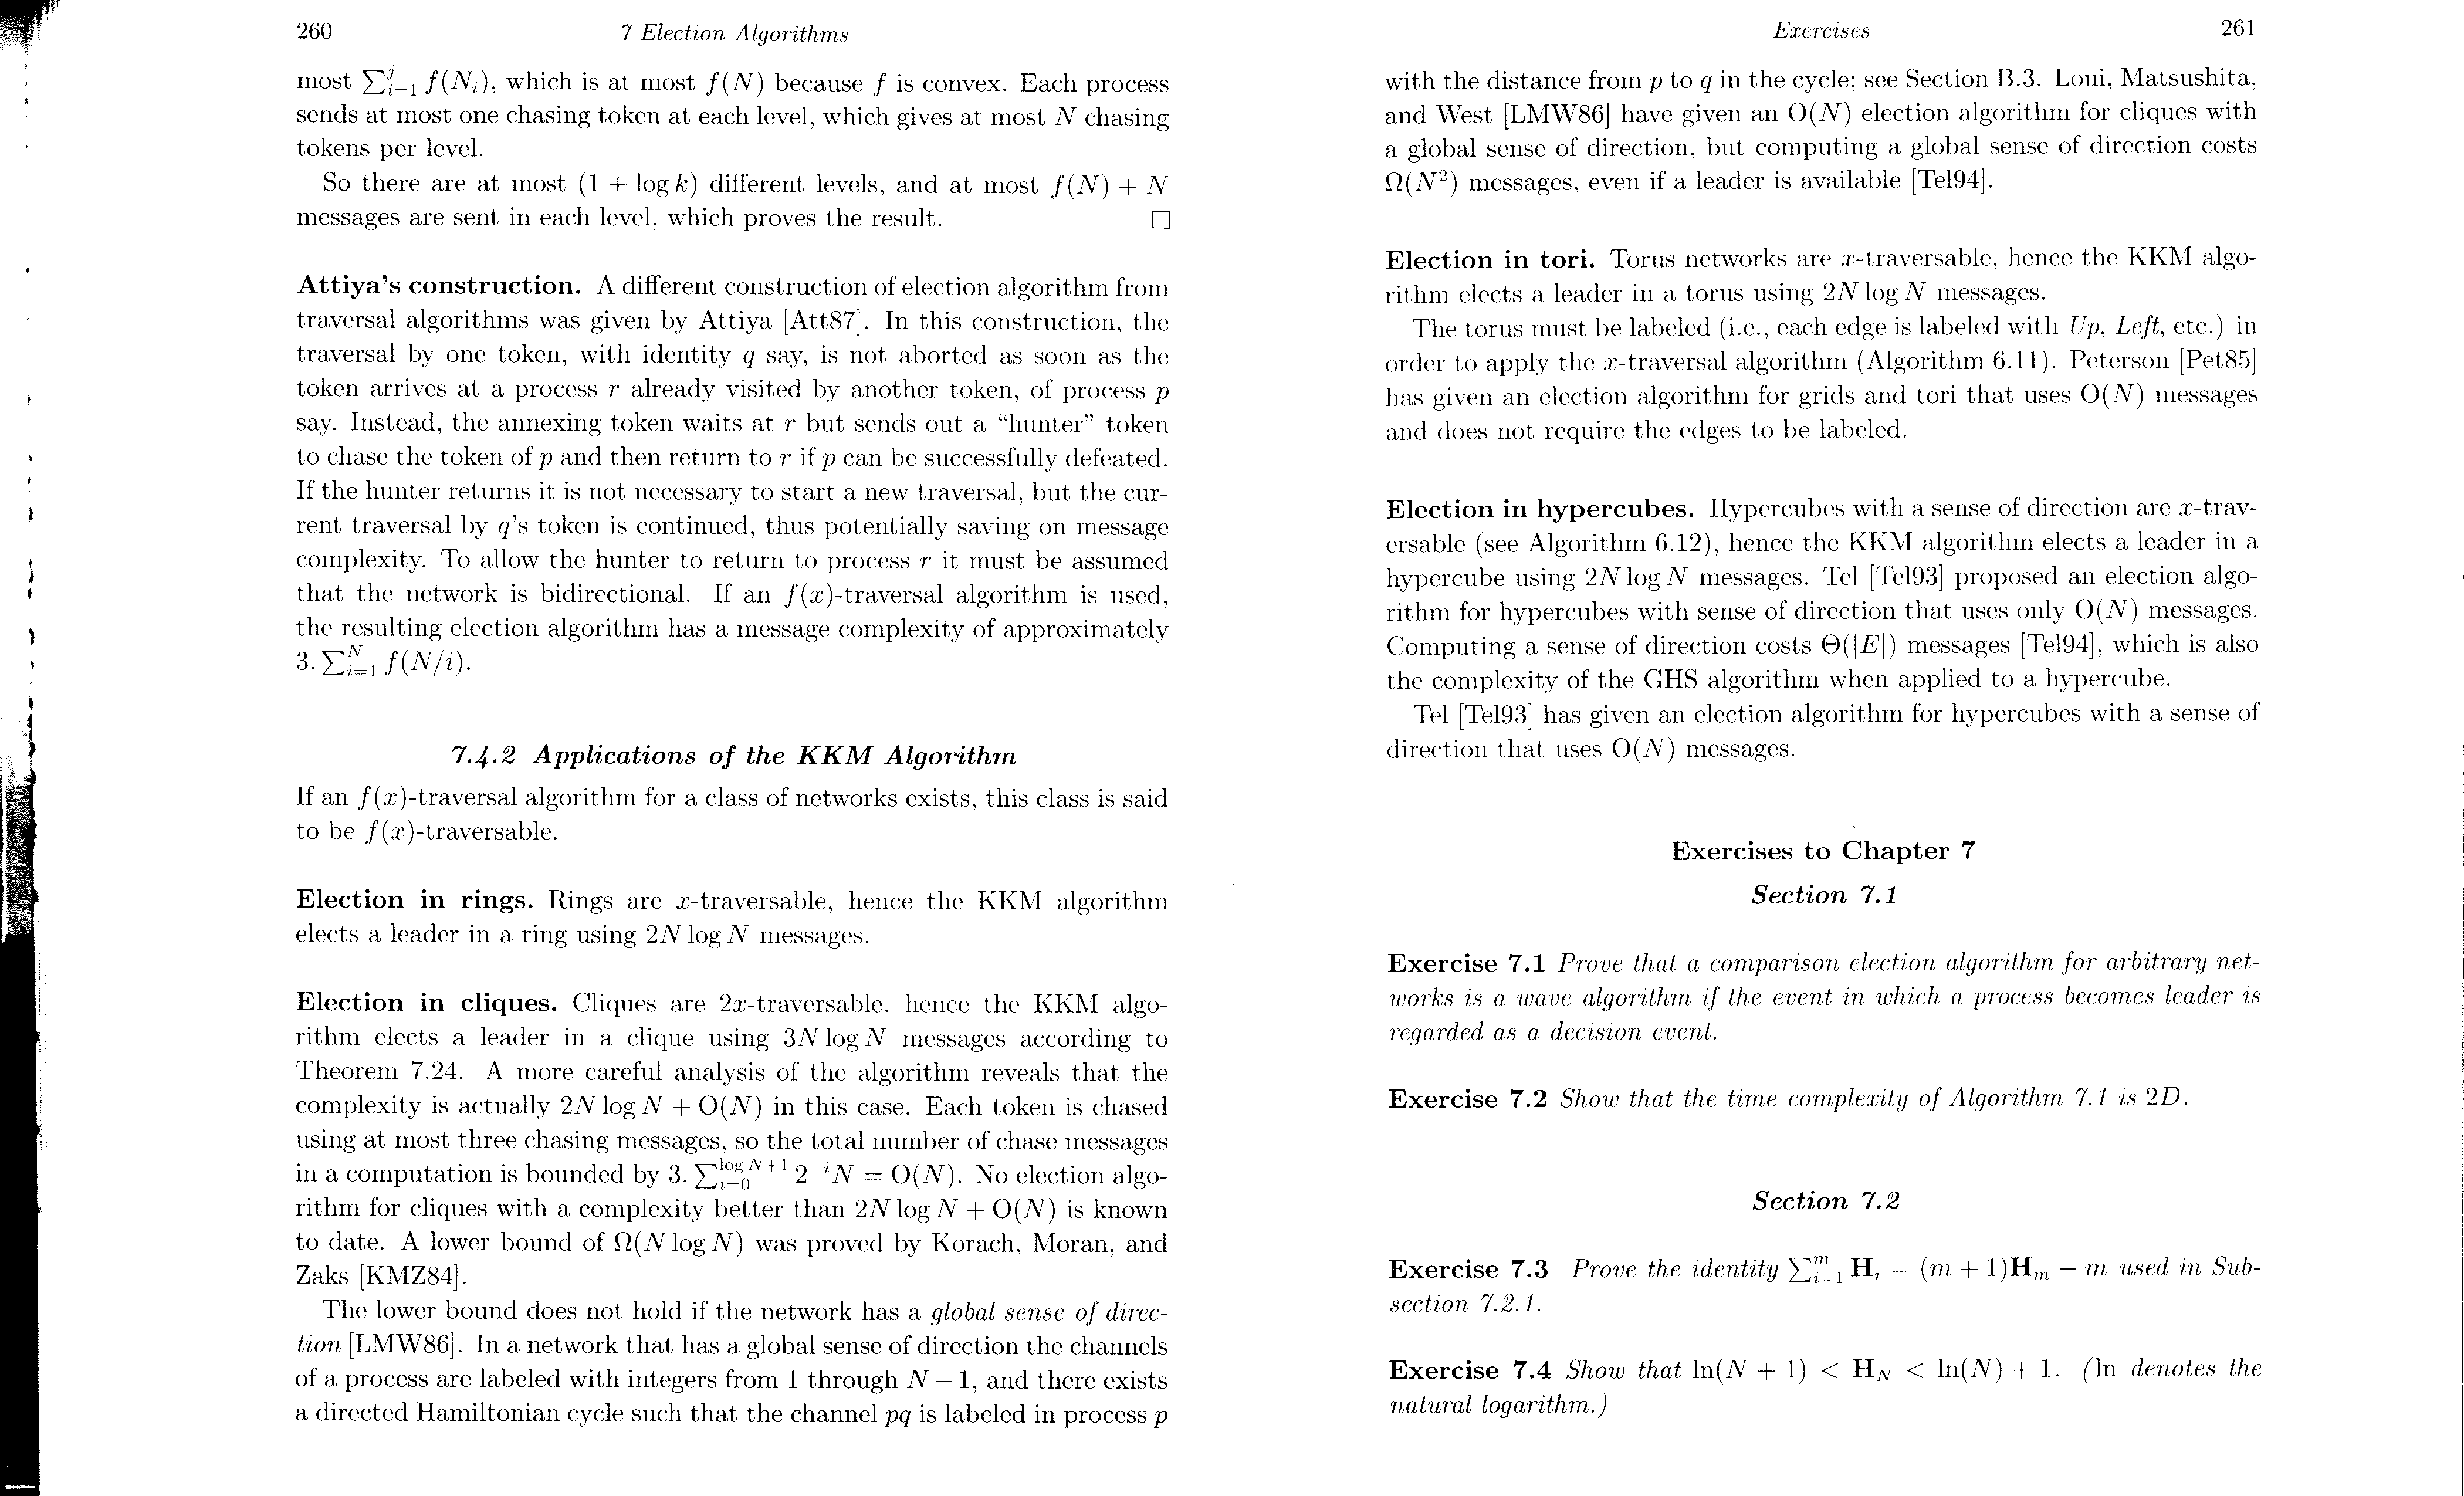 260
7 Election Algorithms
most ∑_{i=1}^{j} f(N_i), which is at most f(N) because f is convex. Each process
sends at most one chasing token at each level, which gives at most N chasing
tokens per level.
So there are at most (1 + log k) different levels, and at most f(N) + N
messages are sent in each level, which proves the result. □
Attiya's construction. A different construction of election algorithm from
traversal algorithms was given by Attiya [Att87]. In this construction, the
traversal by one token, with identity q say, is not aborted as soon as the
token arrives at a process r already visited by another token, of process p
say. Instead, the annexing token waits at r but sends out a “hunter” token
to chase the token of p and then return to r if p can be successfully defeated.
If the hunter returns it is not necessary to start a new traversal, but the cur-
rent traversal by q's token is continued, thus potentially saving on message
complexity. To allow the hunter to return to process r it must be assumed
that the network is bidirectional. If an f(x)-traversal algorithm is used,
the resulting election algorithm has a message complexity of approximately
3. ∑_{i=1}^{N} f(N/i).
7.4.2 Applications of the KKM Algorithm
If an f(x)-traversal algorithm for a class of networks exists, this class is said
to be f(x)-traversable.
Election in rings. Rings are x-traversable, hence the KKM algorithm
elects a leader in a ring using 2N log N messages.
Election in cliques. Cliques are 2x-traversable, hence the KKM algo-
rithm elects a leader in a clique using 3N log N messages according to
Theorem 7.24. A more careful analysis of the algorithm reveals that the
complexity is actually 2N log N + O(N) in this case. Each token is chased
using at most three chasing messages, so the total number of chase messages
in a computation is bounded by 3. ∑_{i=0}^{log N+1} 2^{-i}N = O(N). No election algo-
rithm for cliques with a complexity better than 2N log N + O(N) is known
to date. A lower bound of Ω(N log N) was proved by Korach, Moran, and
Zaks [KMZ84].
The lower bound does not hold if the network has a global sense of direc-
tion [LMW86]. In a network that has a global sense of direction the channels
of a process are labeled with integers from 1 through N − 1, and there exists
a directed Hamiltonian cycle such that the channel pq is labeled in process p
Exercises
261
with the distance from p to q in the cycle; see Section B.3. Loui, Matsushita,
and West [LMW86] have given an O(N) election algorithm for cliques with
a global sense of direction, but computing a global sense of direction costs
Ω(N²) messages, even if a leader is available [Tel94].
Election in tori. Torus networks are x-traversable, hence the KKM algo-
rithm elects a leader in a torus using 2N log N messages.
The torus must be labeled (i.e., each edge is labeled with Up, Left, etc.) in
order to apply the x-traversal algorithm (Algorithm 6.11). Peterson [Pet85]
has given an election algorithm for grids and tori that uses O(N) messages
and does not require the edges to be labeled.
Election in hypercubes. Hypercubes with a sense of direction are x-trav-
ersable (see Algorithm 6.12), hence the KKM algorithm elects a leader in a
hypercube using 2N log N messages. Tel [Tel93] proposed an election algo-
rithm for hypercubes with sense of direction that uses only O(N) messages.
Computing a sense of direction costs Θ(|E|) messages [Tel94], which is also
the complexity of the GHS algorithm when applied to a hypercube.
Tel [Tel93] has given an election algorithm for hypercubes with a sense of
direction that uses O(N) messages.
Exercises to Chapter 7
Section 7.1
Exercise 7.1 Prove that a comparison election algorithm for arbitrary net-
works is a wave algorithm if the event in which a process becomes leader is
regarded as a decision event.
Exercise 7.2 Show that the time complexity of Algorithm 7.1 is 2D.
Section 7.2
Exercise 7.3 Prove the identity ∑_{i=1}^{m} H_i = (m + 1)H_m − m used in Sub-
section 7.2.1.
Exercise 7.4 Show that ln(N + 1) < H_N < ln(N) + 1. (ln denotes the
natural logarithm.)